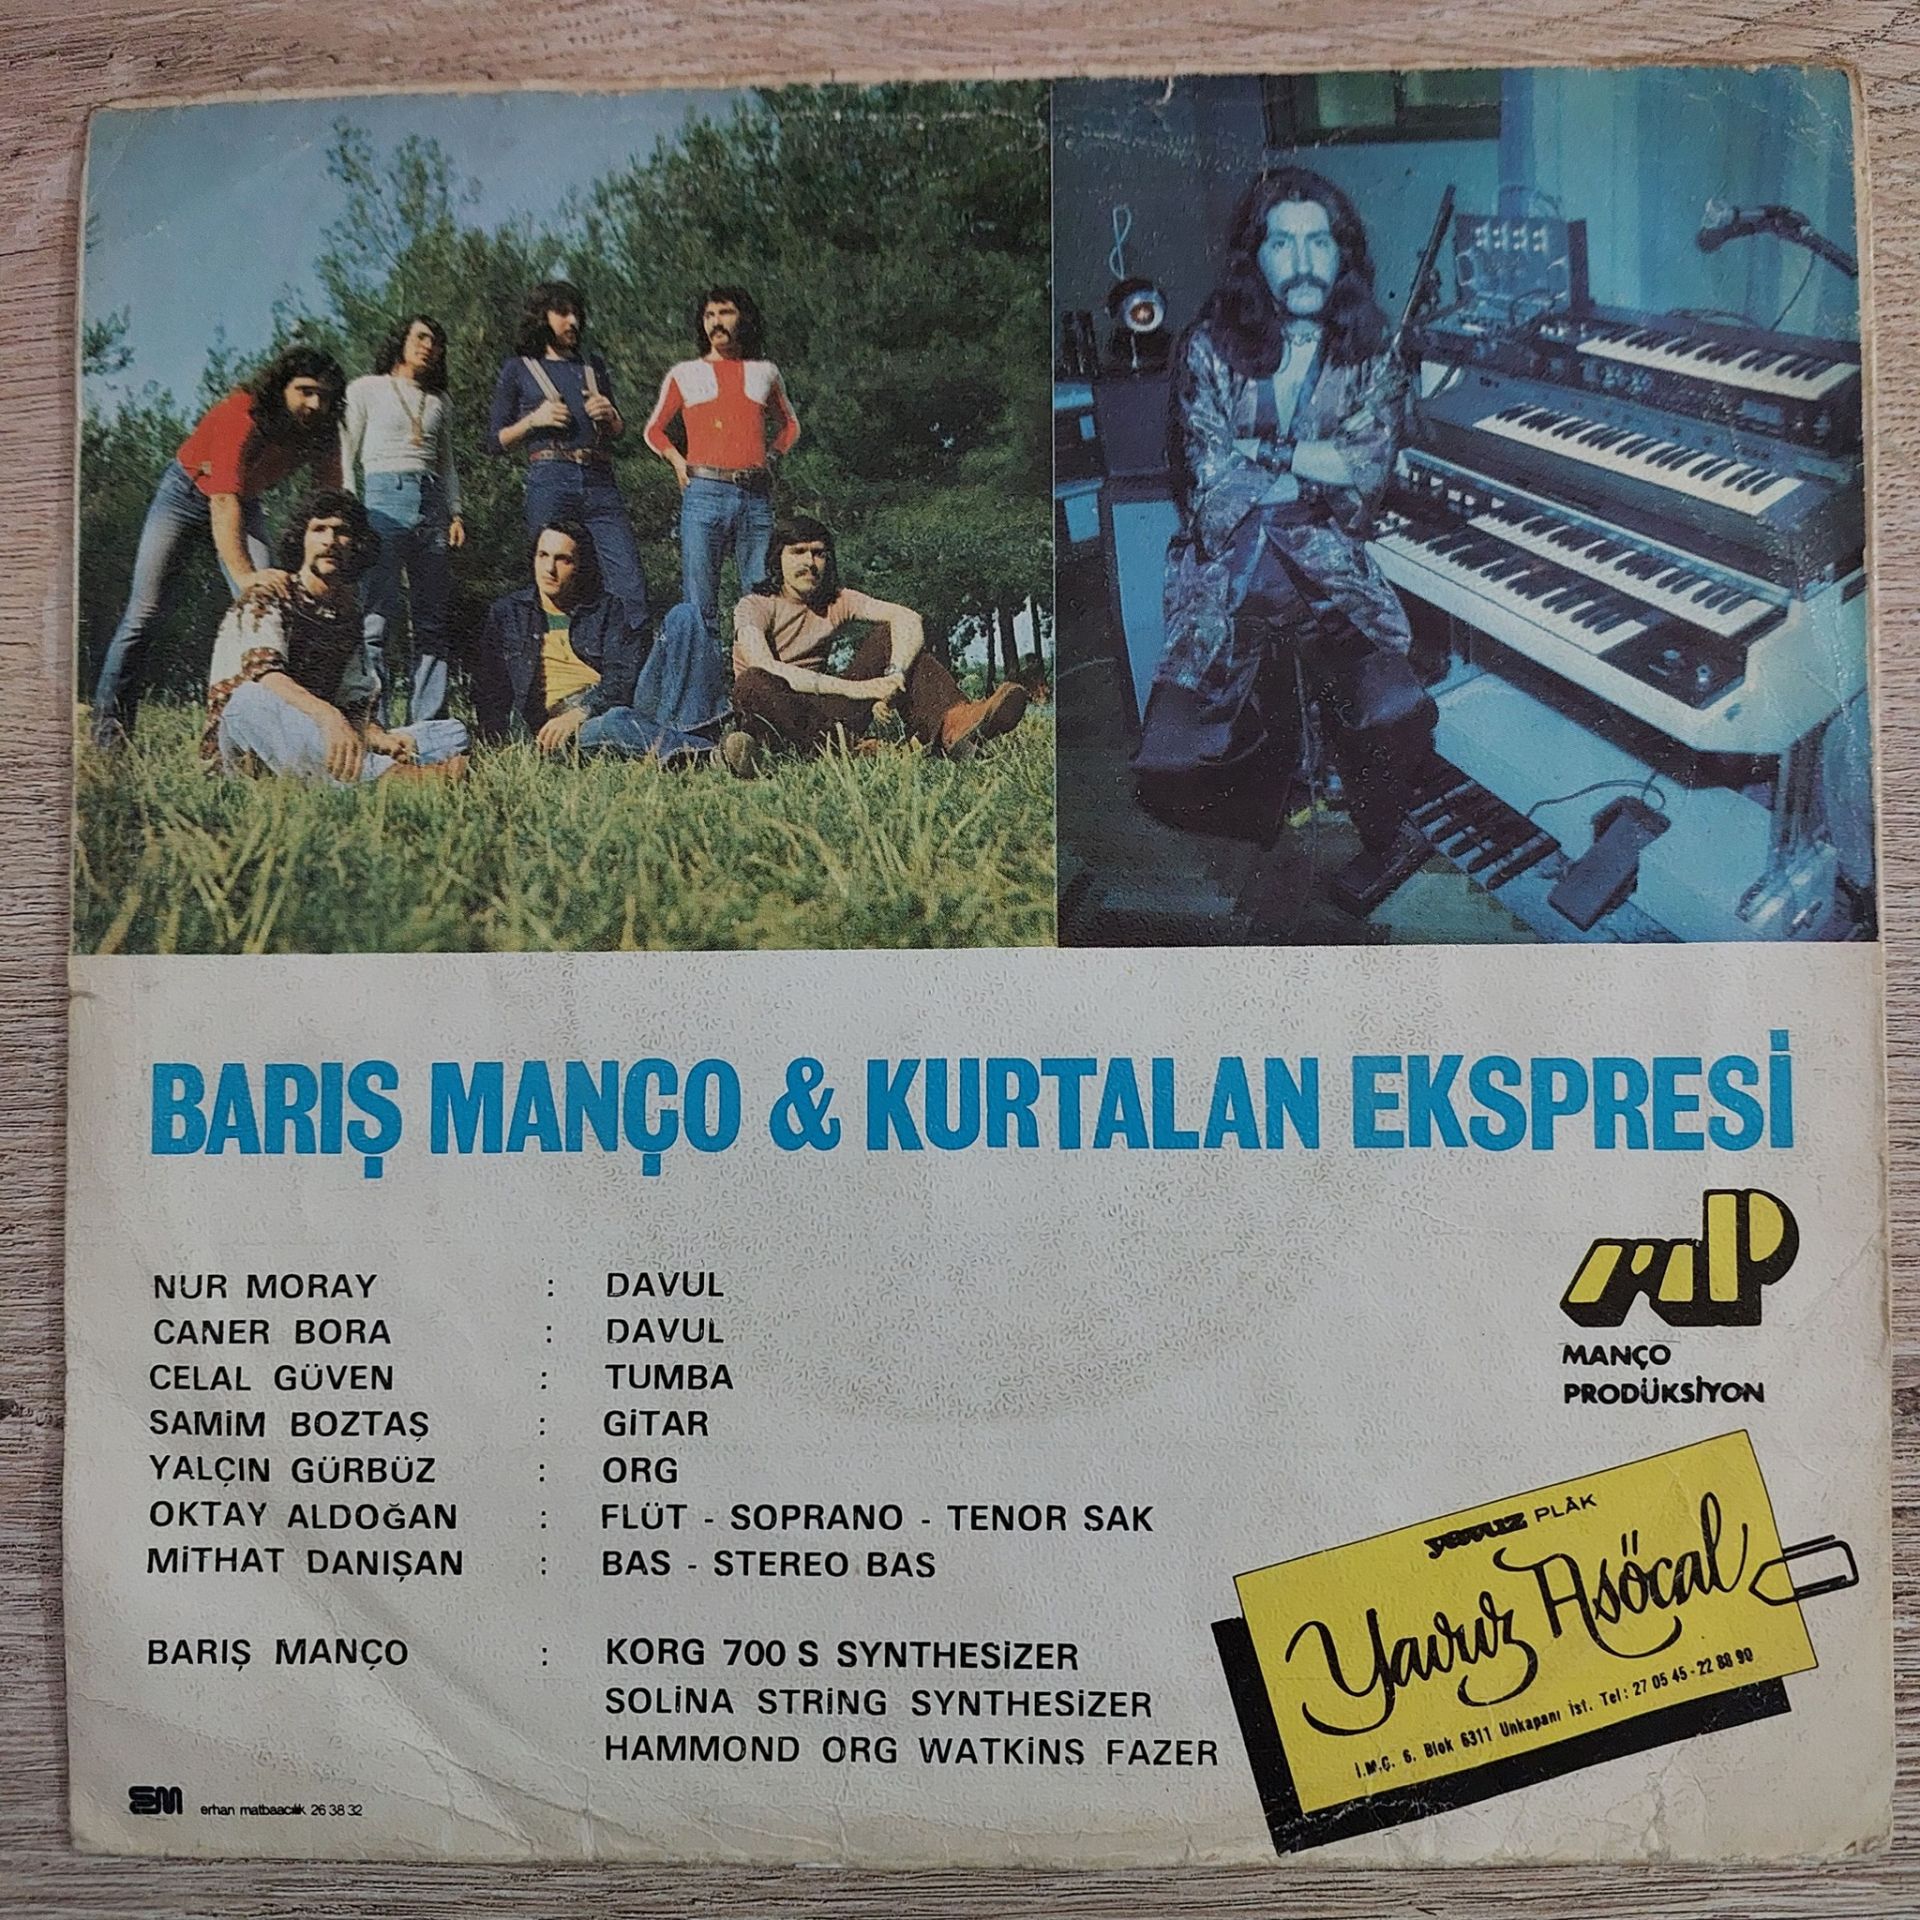 BARIŞ MANÇO & KURTALAN EKSPRESİ
NUR MORAY : DAVUL
CANER BORA : DAVUL
CELAL GÜVEN : TUMBA
SAMİM BOZTAŞ : GİTAR
YALÇIN GÜRBÜZ : ORG
OKTAY ALDOĞAN : FLÜT - SOPRANO - TENOR SAK
MİTHAT DANIŞAN : BAS - STEREO BAS
BARIŞ MANÇO : KORG 700 S SYNTHESİZER
SOLİNA STRİNG SYNTHESİZER
HAMMOND ORG WATKİNS FAZER
mp
MANÇO
PRODÜKSİYON
yavuz PLÂK
Yavuz Asöcal
İ.M.Ç. 6. Blok 6311 Unkapanı İst. Tel: 27 05 45 - 22 88 90
EM erhan matbaacılık 26 38 32